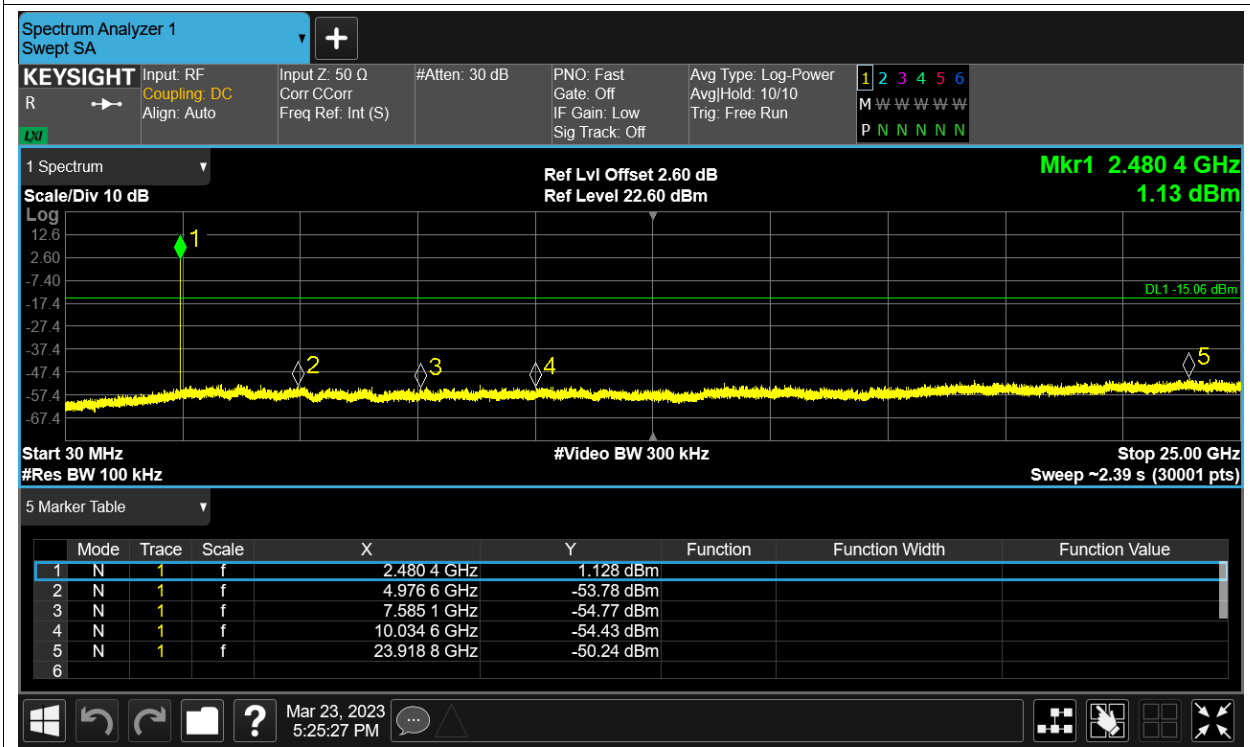 Spectrum Analyzer 1
Swept SA
+
KEYSIGHT Input: RF Input Z: 50 Ω #Atten: 30 dB PNO: Fast Avg Type: Log-Power 1 2 3 4 5 6
R Coupling: DC Corr CCorr Gate: Off Avg|Hold: 10/10 M W W W W W
Align: Auto Freq Ref: Int (S) IF Gain: Low Trig: Free Run
LXI Sig Track: Off P N N N N N
1 Spectrum Ref Lvl Offset 2.60 dB Mkr1 2.480 4 GHz
Scale/Div 10 dB Ref Level 22.60 dBm 1.13 dBm
Log
12.6
1
2.60
-7.40
DL1 -15.06 dBm
-17.4
-27.4
-37.4
2 3 4 5
-47.4
-57.4
-67.4
Start 30 MHz #Video BW 300 kHz Stop 25.00 GHz
#Res BW 100 kHz Sweep ~2.39 s (30001 pts)
5 Marker Table
Mode Trace Scale X Y Function Function Width Function Value
1 N 1 f 2.480 4 GHz 1.128 dBm
2 N 1 f 4.976 6 GHz -53.78 dBm
3 N 1 f 7.585 1 GHz -54.77 dBm
4 N 1 f 10.034 6 GHz -54.43 dBm
5 N 1 f 23.918 8 GHz -50.24 dBm
6
? Mar 23, 2023
5:25:27 PM